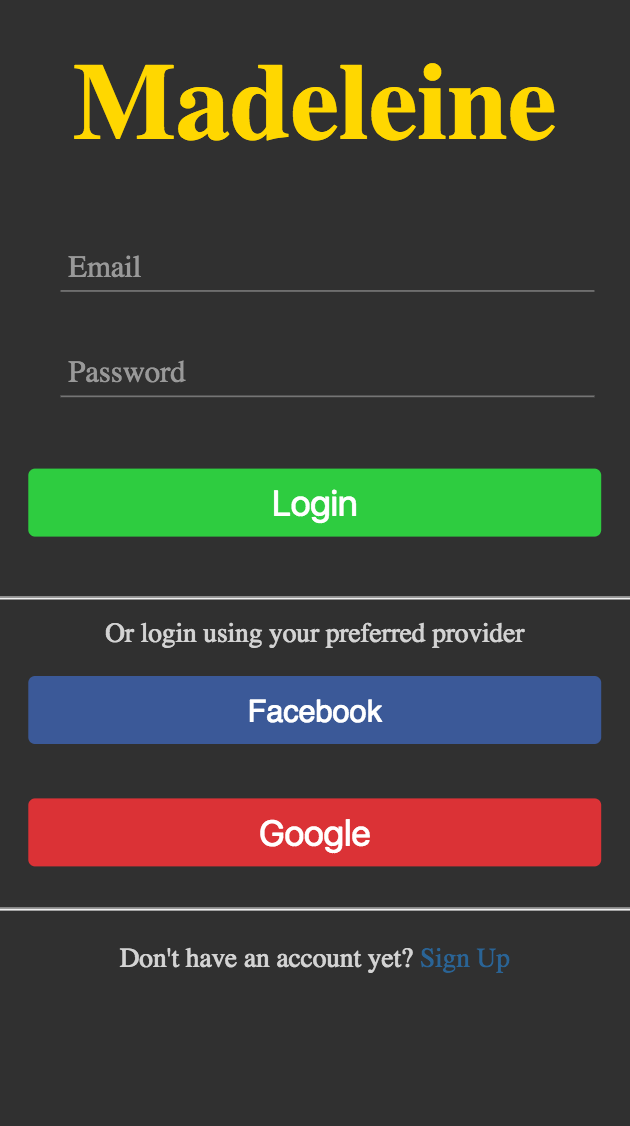 Madeleine
Email
Password
Login
Or login using your preferred provider
Facebook
Google
Don't have an account yet? Sign Up